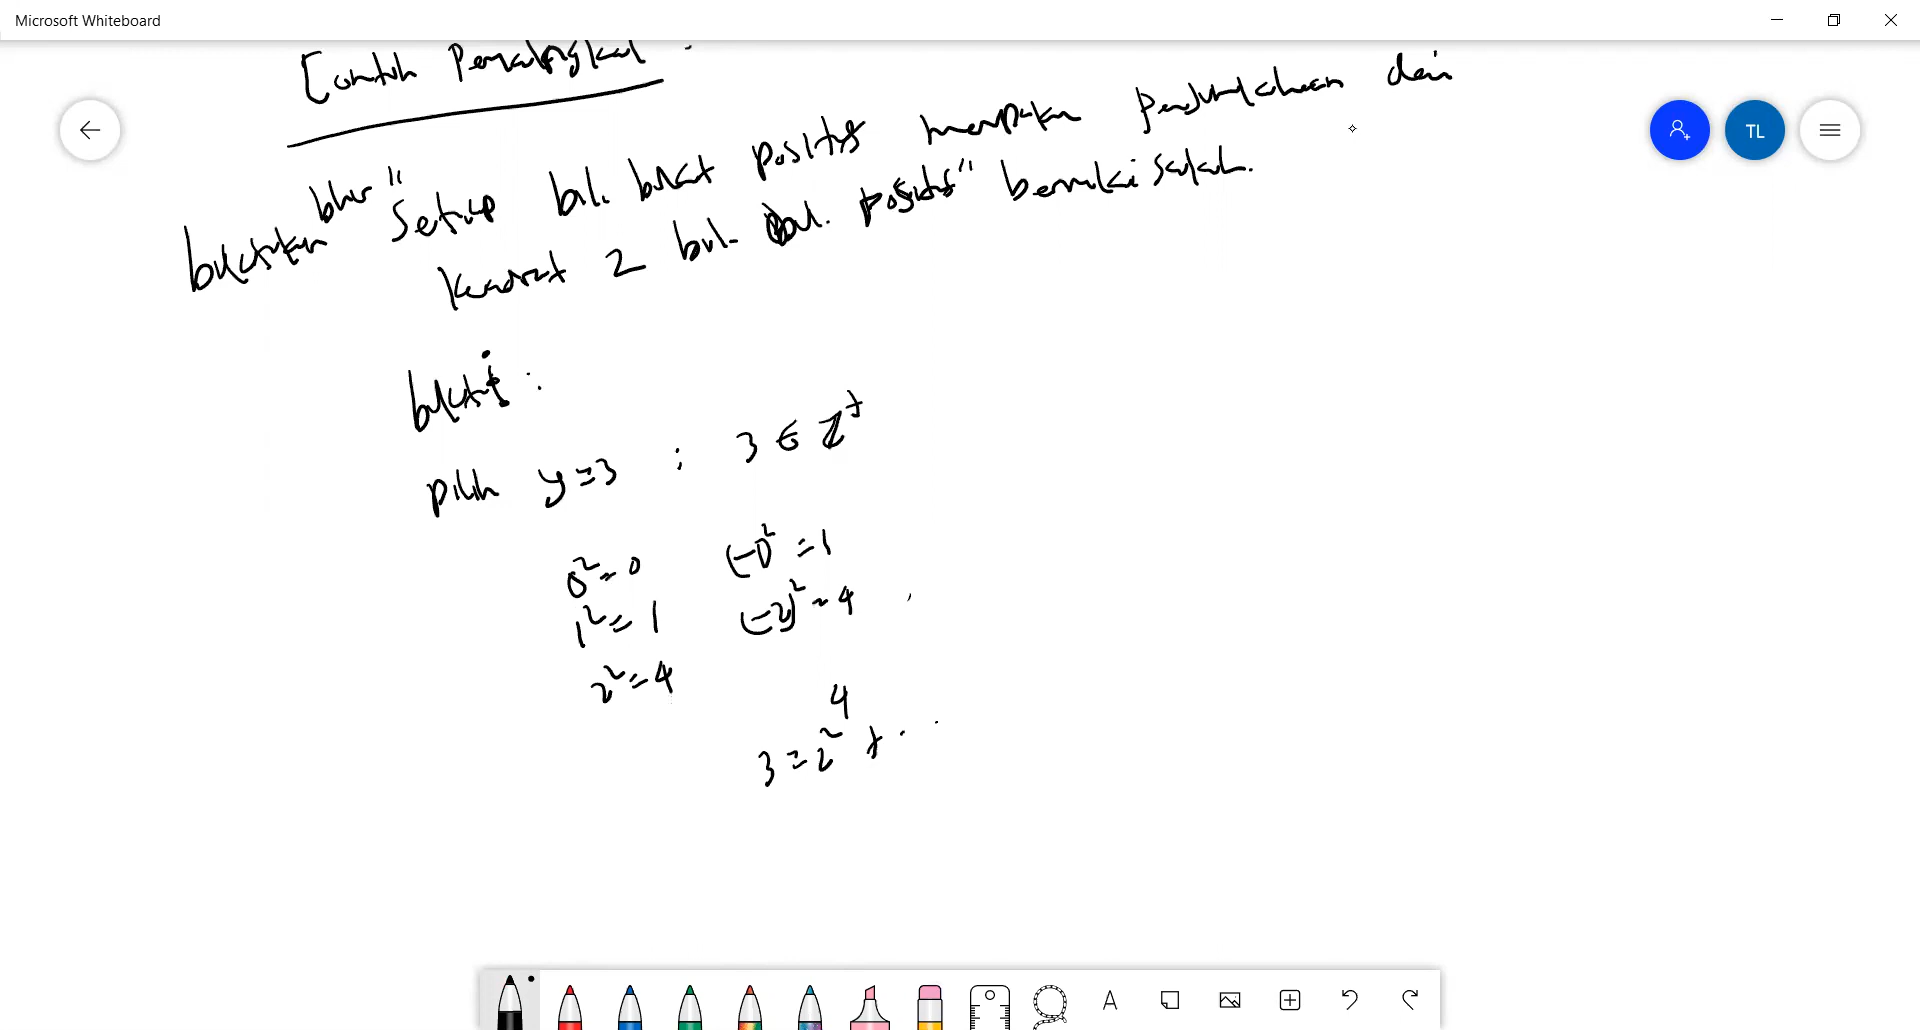 Microsoft Whiteboard
Contoh Penyangkal :
TL
buktikan bhw " Setiap bil. bulat positif merupakan penjumlahan dari
kuadrat 2 bil. bul. positif" bernilai salah.
bukti :
pilih y = 3 ; 3 ∈ Z⁺
0² = 0 (-1)² = 1
1² = 1 (-2)² = 4
2² = 4
4
3 = 2² + . .